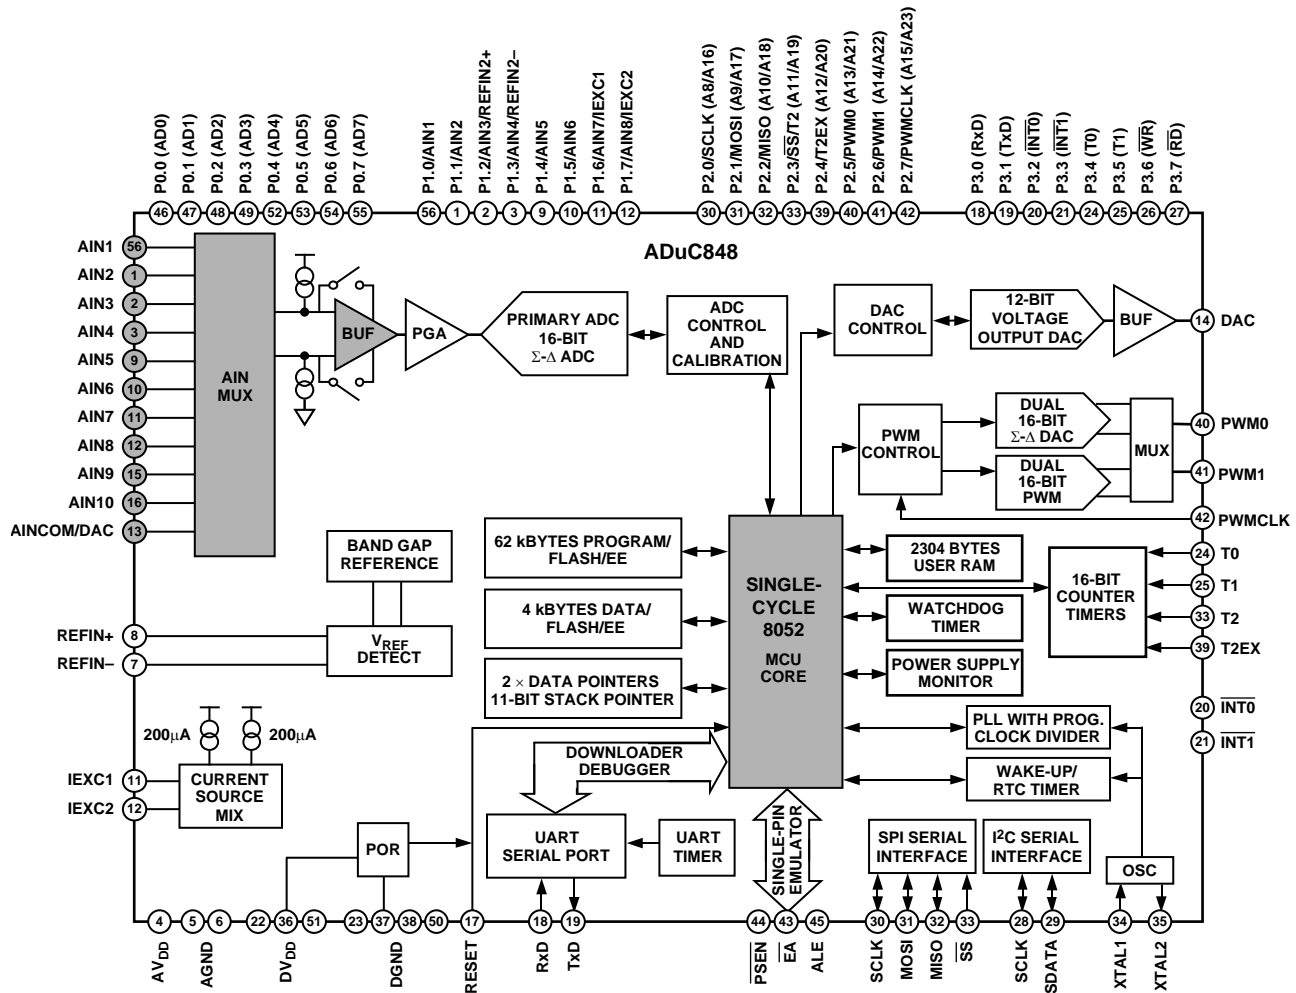 P0.0 (AD0)
P0.1 (AD1)
P0.2 (AD2)
P0.3 (AD3)
P0.4 (AD4)
P0.5 (AD5)
P0.6 (AD6)
P0.7 (AD7)
P1.0/AIN1
P1.1/AIN2
P1.2/AIN3/REFIN2+
P1.3/AIN4/REFIN2–
P1.4/AIN5
P1.5/AIN6
P1.6/AIN7/IEXC1
P1.7/AIN8/IEXC2
P2.0/SCLK (A8/A16)
P2.1/MOSI (A9/A17)
P2.2/MISO (A10/A18)
P2.3/SS/T2 (A11/A19)
P2.4/T2EX (A12/A20)
P2.5/PWM0 (A13/A21)
P2.6/PWM1 (A14/A22)
P2.7/PWMCLK (A15/A23)
P3.0 (RxD)
P3.1 (TxD)
P3.2 (INT0)
P3.3 (INT1)
P3.4 (T0)
P3.5 (T1)
P3.6 (WR)
P3.7 (RD)
46 47 48 49 52 53 54 55 56 1 2 3 9 10 11 12 30 31 32 33 39 40 41 42 18 19 20 21 24 25 26 27
ADuC848
AIN1 56
AIN2 1
AIN3 2
AIN4 3
AIN5 9
AIN6 10
AIN7 11
AIN8 12
AIN9 15
AIN10 16
AINCOM/DAC 13
AIN
MUX
BUF
PGA
PRIMARY ADC
16-BIT
Σ-Δ ADC
ADC
CONTROL
AND
CALIBRATION
DAC
CONTROL
12-BIT
VOLTAGE
OUTPUT DAC
BUF
14 DAC
PWM
CONTROL
DUAL
16-BIT
Σ-Δ DAC
DUAL
16-BIT
PWM
MUX
40 PWM0
41 PWM1
42 PWMCLK
BAND GAP
REFERENCE
VREF
DETECT
REFIN+ 8
REFIN– 7
62 kBYTES PROGRAM/
FLASH/EE
4 kBYTES DATA/
FLASH/EE
2 × DATA POINTERS
11-BIT STACK POINTER
SINGLE-
CYCLE
8052
MCU
CORE
2304 BYTES
USER RAM
WATCHDOG
TIMER
POWER SUPPLY
MONITOR
16-BIT
COUNTER
TIMERS
24 T0
25 T1
33 T2
39 T2EX
20 INT0
21 INT1
PLL WITH PROG.
CLOCK DIVIDER
WAKE-UP/
RTC TIMER
200μA
200μA
IEXC1 11
IEXC2 12
CURRENT
SOURCE
MIX
DOWNLOADER
DEBUGGER
POR
UART
SERIAL PORT
UART
TIMER
SINGLE-PIN
EMULATOR
SPI SERIAL
INTERFACE
I2C SERIAL
INTERFACE
OSC
4 5 6 22 36 51 23 37 38 50 17 18 19 44 43 45 30 31 32 33 28 29 34 35
AVDD
AGND
DVDD
DGND
RESET
RxD
TxD
PSEN
EA
ALE
SCLK
MOSI
MISO
SS
SCLK
SDATA
XTAL1
XTAL2